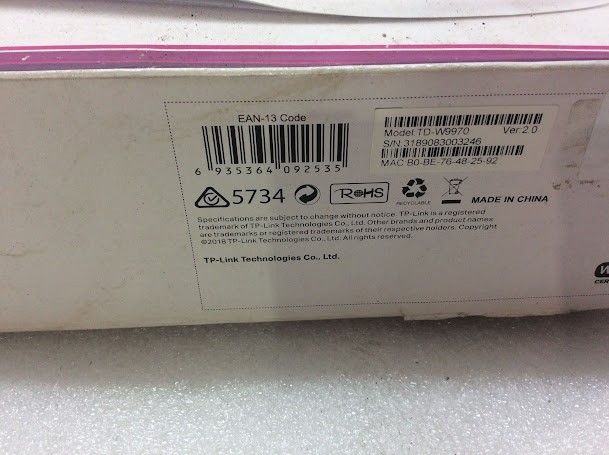 EAN-13 Code
6 935364 092535
Model:TD-W9970 Ver:2.0
S/N:3189083003246
MAC:B0-BE-76-48-25-92
5734
RoHS
RECYCLABLE
MADE IN CHINA
Specifications are subject to change without notice. TP-Link is a registered
trademark of TP-Link Technologies Co., Ltd. Other brands and product names
are trademarks or registered trademarks of their respective holders. Copyright
©2018 TP-Link Technologies Co., Ltd. All rights reserved.
TP-Link Technologies Co., Ltd.